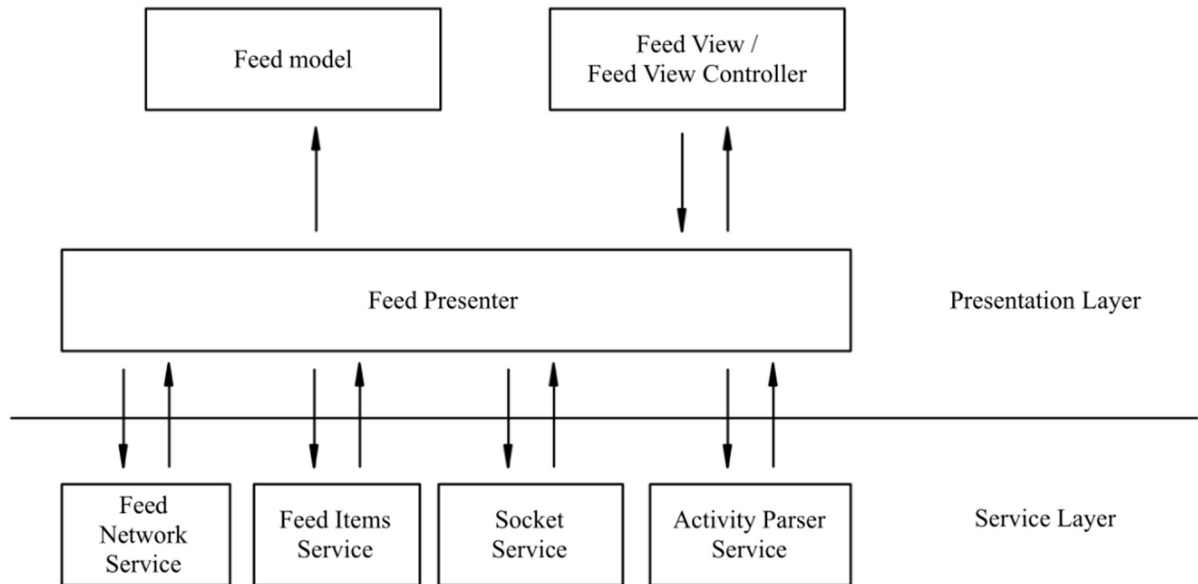 Feed model
Feed View /
Feed View Controller
Feed Presenter
Presentation Layer
Feed
Network
Service
Feed Items
Service
Socket
Service
Activity Parser
Service
Service Layer